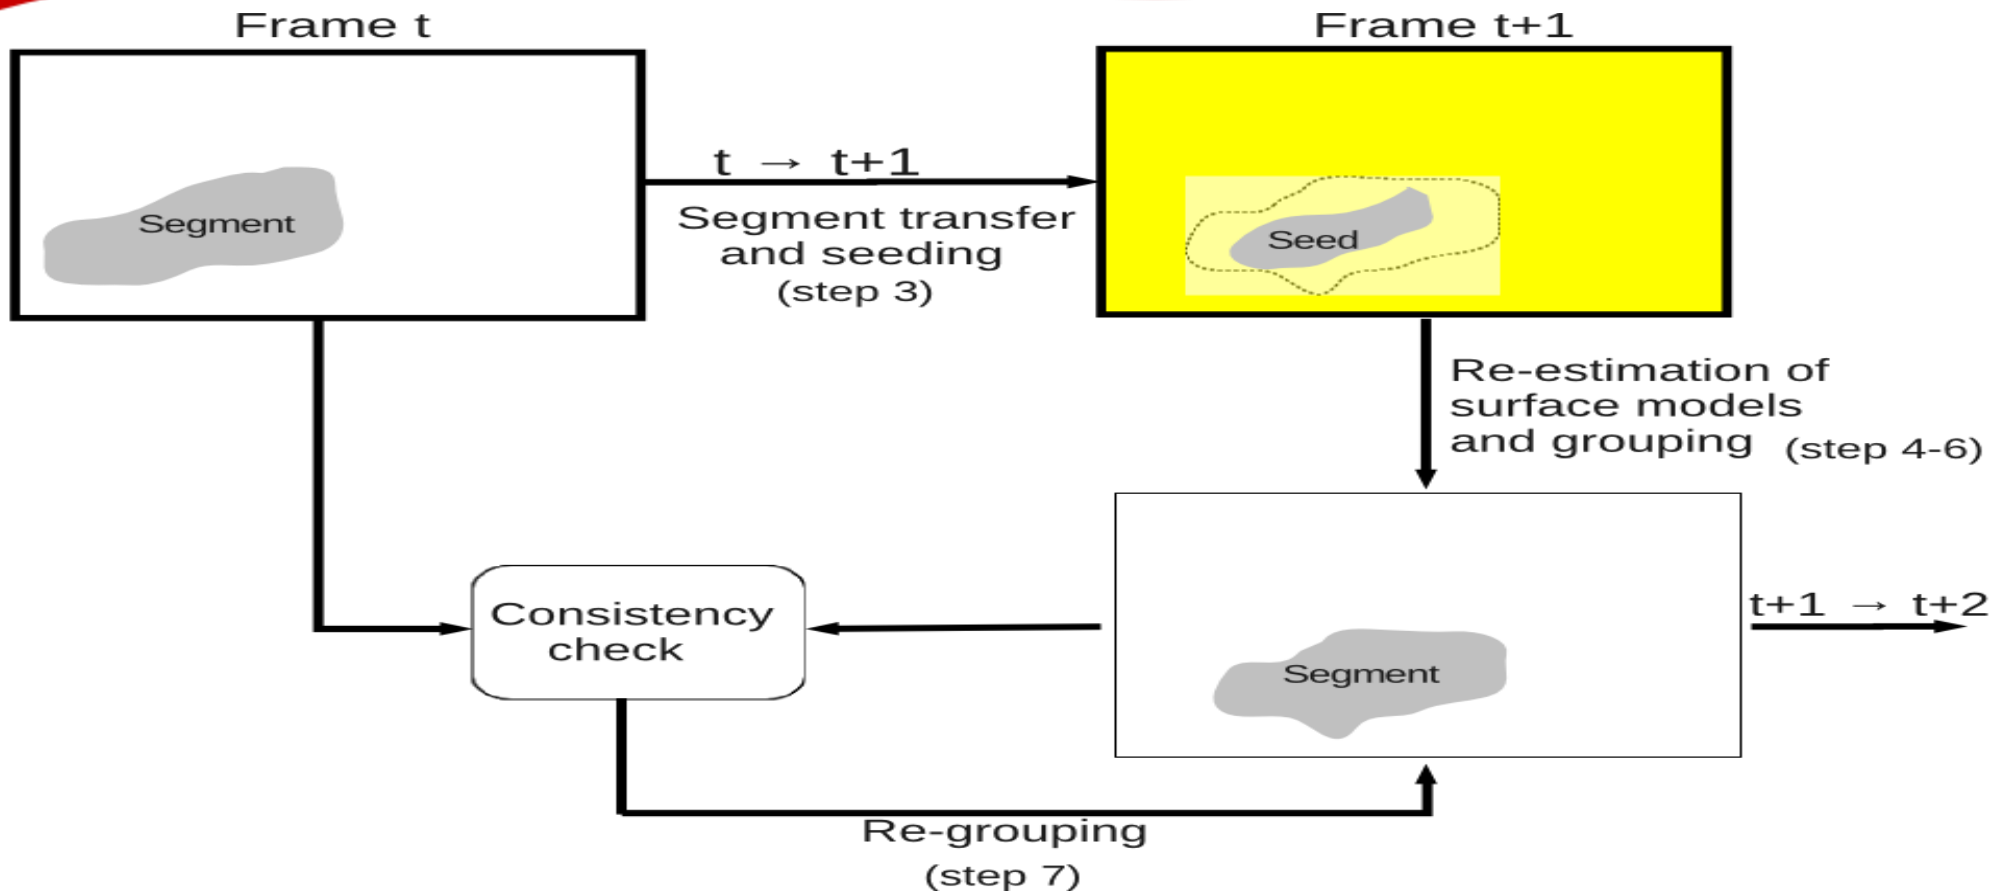 Frame t
Frame t+1
t → t+1
Segment transfer
and seeding
(step 3)
Segment
Seed
Re-estimation of
surface models
and grouping (step 4-6)
Consistency
check
Segment
t+1 → t+2
Re-grouping
(step 7)